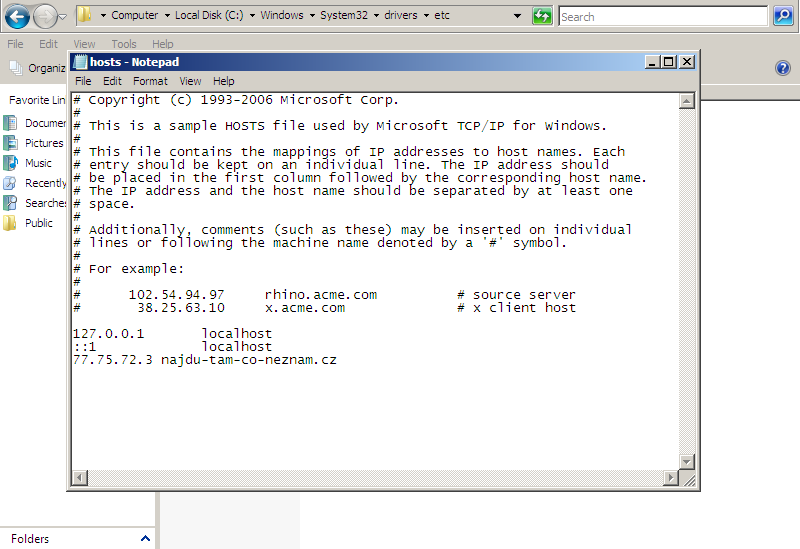 Computer Local Disk (C:) Windows System32 drivers etc
Search
File Edit View Tools Help
Organiz
hosts - Notepad
File Edit Format View Help
# Copyright (c) 1993-2006 Microsoft Corp.
#
# This is a sample HOSTS file used by Microsoft TCP/IP for Windows.
#
# This file contains the mappings of IP addresses to host names. Each
# entry should be kept on an individual line. The IP address should
# be placed in the first column followed by the corresponding host name.
# The IP address and the host name should be separated by at least one
# space.
#
# Additionally, comments (such as these) may be inserted on individual
# lines or following the machine name denoted by a '#' symbol.
#
# For example:
#
#      102.54.94.97     rhino.acme.com          # source server
#       38.25.63.10     x.acme.com              # x client host
127.0.0.1       localhost
::1             localhost
77.75.72.3 najdu-tam-co-neznam.cz
Favorite Lin
Documer
Pictures
Music
Recently
Searches
Public
Folders